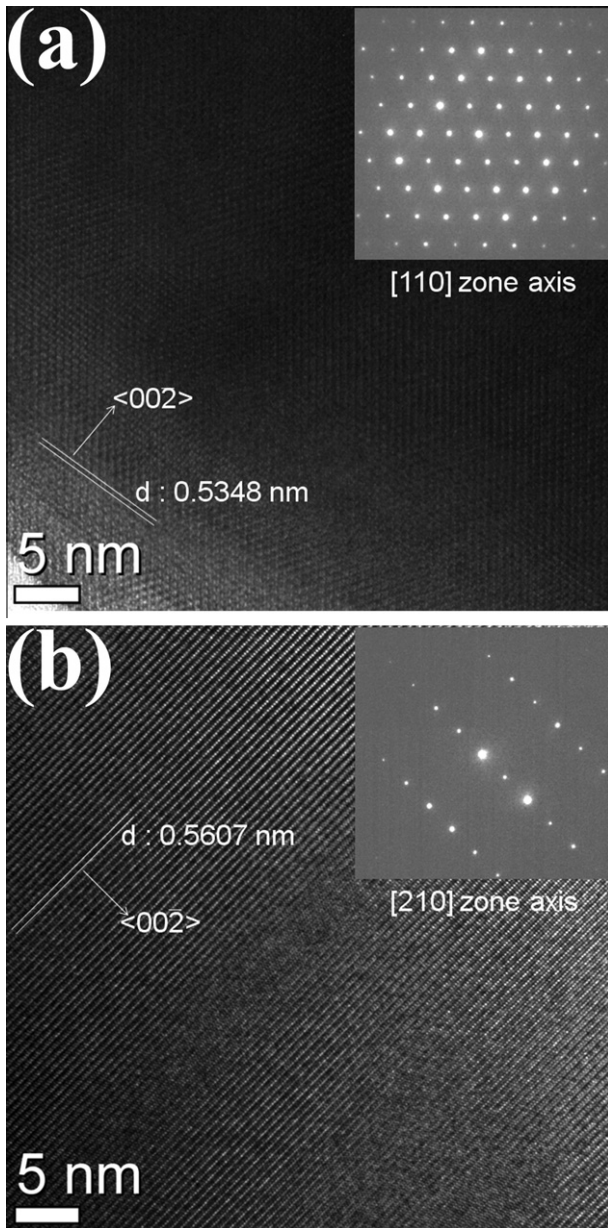 (a)
[110] zone axis
<002̅>
d : 0.5348 nm
5 nm
(b)
d : 0.5607 nm
[210] zone axis
<002̅>
5 nm